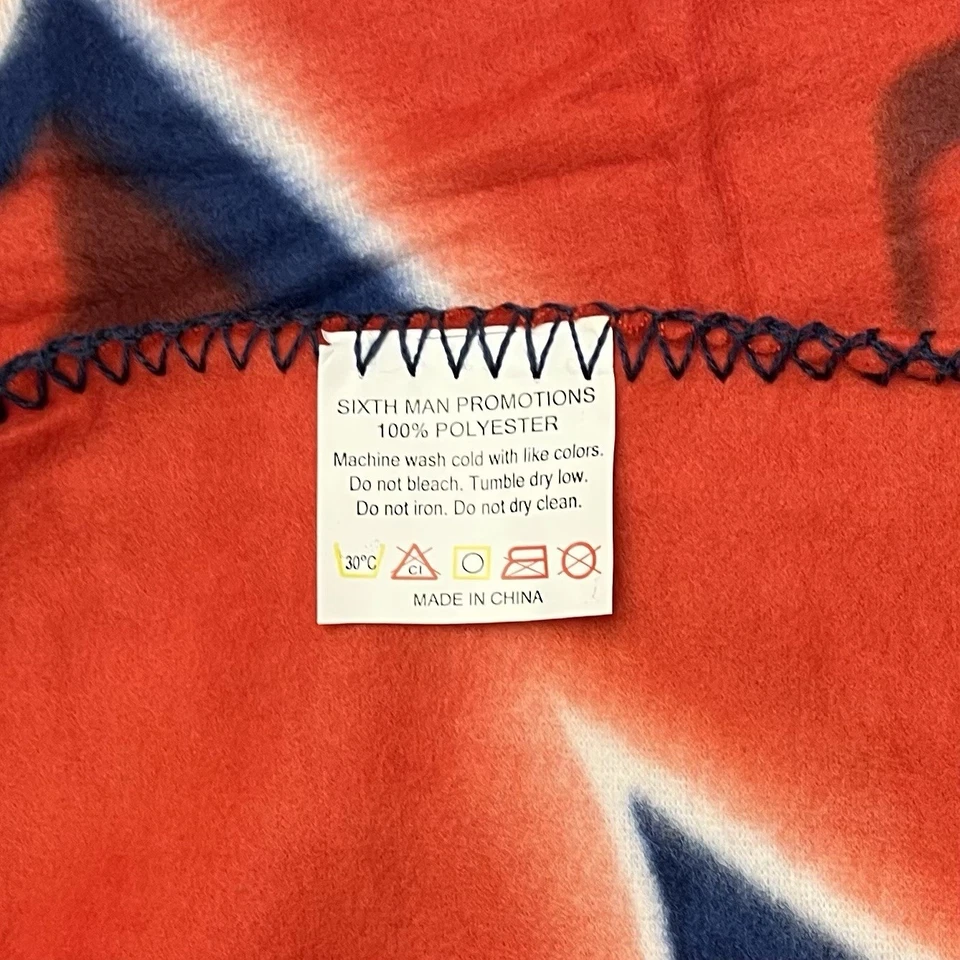 SIXTH MAN PROMOTIONS
100% POLYESTER
Machine wash cold with like colors.
Do not bleach. Tumble dry low.
Do not iron. Do not dry clean.
30°C CI
MADE IN CHINA